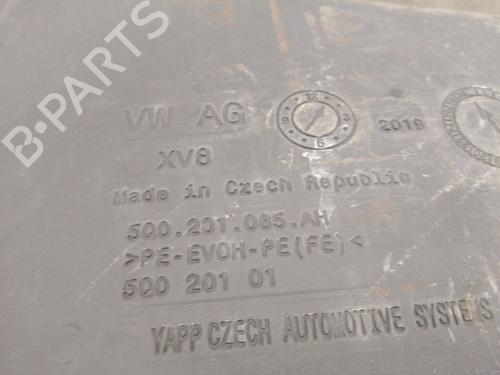 B-PARTS
VW AG
2019
XV8
Made in Czech Republic
5Q0.201.085.AH
>PE-EVOH-PE(FE)<
5Q0 201 01
YAPP CZECH AUTOMOTIVE SYSTEMS